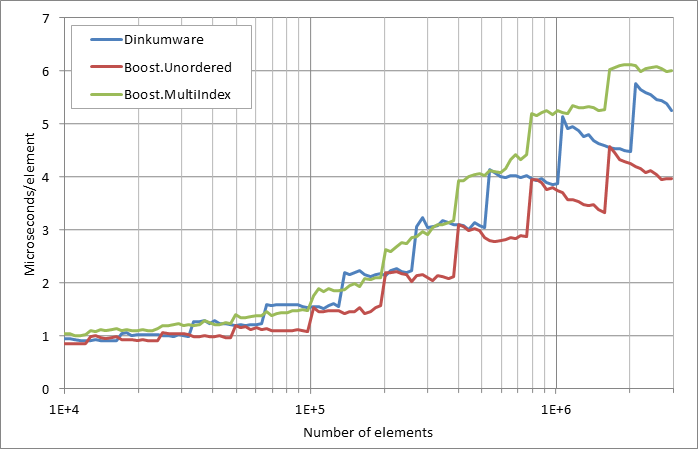 7
6
5
4
3
2
1
0
Microseconds/element
Dinkumware
Boost.Unordered
Boost.MultiIndex
1E+4
1E+5
1E+6
Number of elements